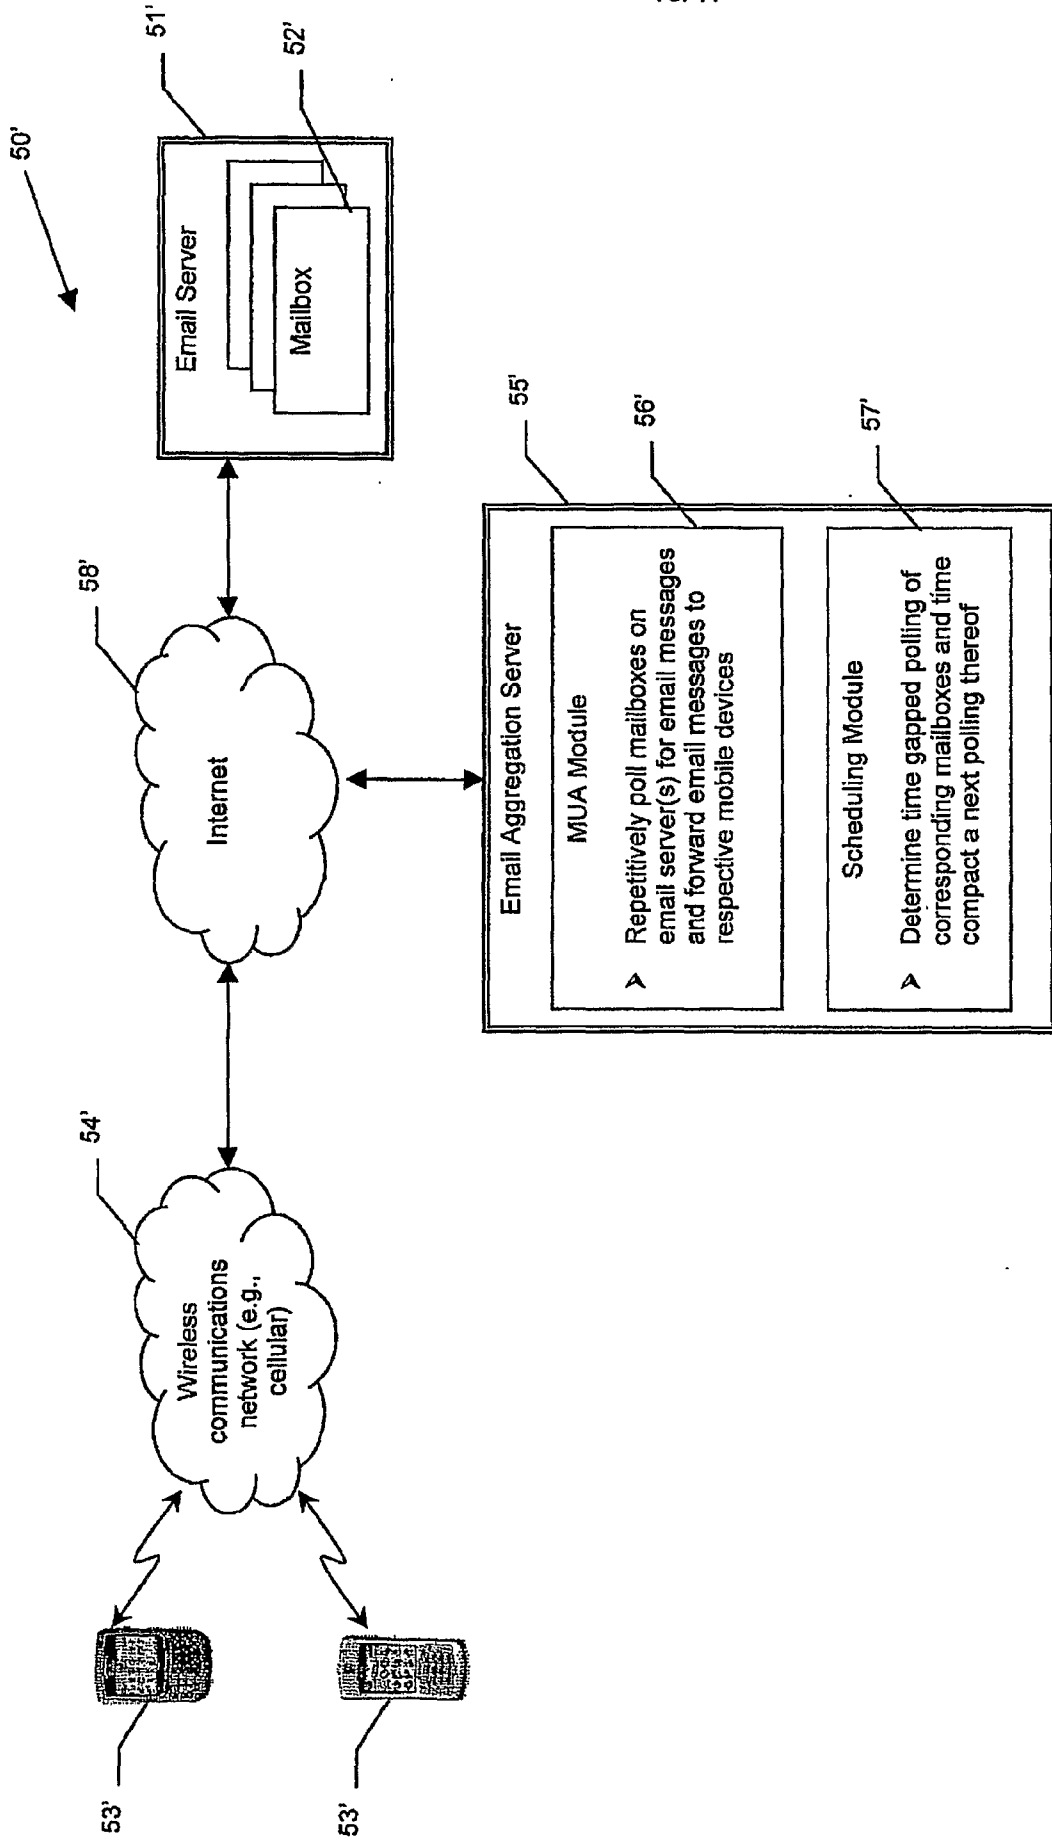 50'
51'
Email Server
52'
Mailbox
58'
Internet
54'
Wireless
communications
network (e.g.,
cellular)
53'
53'
55'
Email Aggregation Server
56'
MUA Module
➢ Repetitively poll mailboxes on
email server(s) for email messages
and forward email messages to
respective mobile devices
57'
Scheduling Module
➢ Determine time gapped polling of
corresponding mailboxes and time
compact a next polling thereof